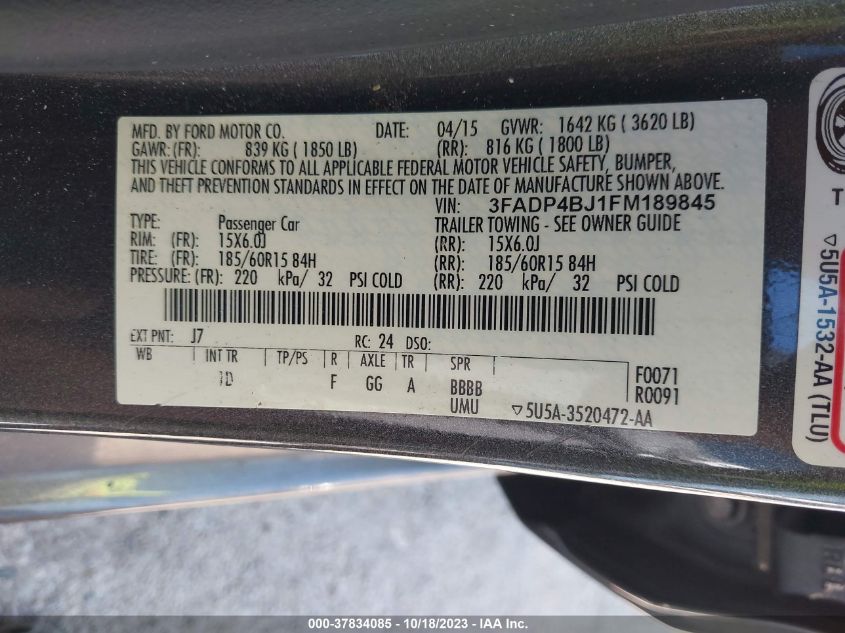 MFD. BY FORD MOTOR CO. DATE: 04/15 GVWR: 1642 KG ( 3620 LB)
GAWR: (FR): 839 KG ( 1850 LB) (RR): 816 KG ( 1800 LB)
THIS VEHICLE CONFORMS TO ALL APPLICABLE FEDERAL MOTOR VEHICLE SAFETY, BUMPER,
AND THEFT PREVENTION STANDARDS IN EFFECT ON THE DATE OF MANUFACTURE SHOWN ABOVE.
VIN: 3FADP4BJ1FM189845
TYPE: Passenger Car TRAILER TOWING - SEE OWNER GUIDE
RIM: (FR): 15X6.0J (RR): 15X6.0J
TIRE: (FR): 185/60R15 84H (RR): 185/60R15 84H
PRESSURE: (FR): 220 kPa/ 32 PSI COLD (RR): 220 kPa/ 32 PSI COLD
EXT PNT: J7 RC: 24 DSO:
WB INT TR TP/PS R AXLE TR SPR
F GG A BBBB F0071
UMU ▽5U5A-3520472-AA R0091
T
▽5U5A-1532-AA (TLU)
000-37834085 - 10/18/2023 - IAA Inc.